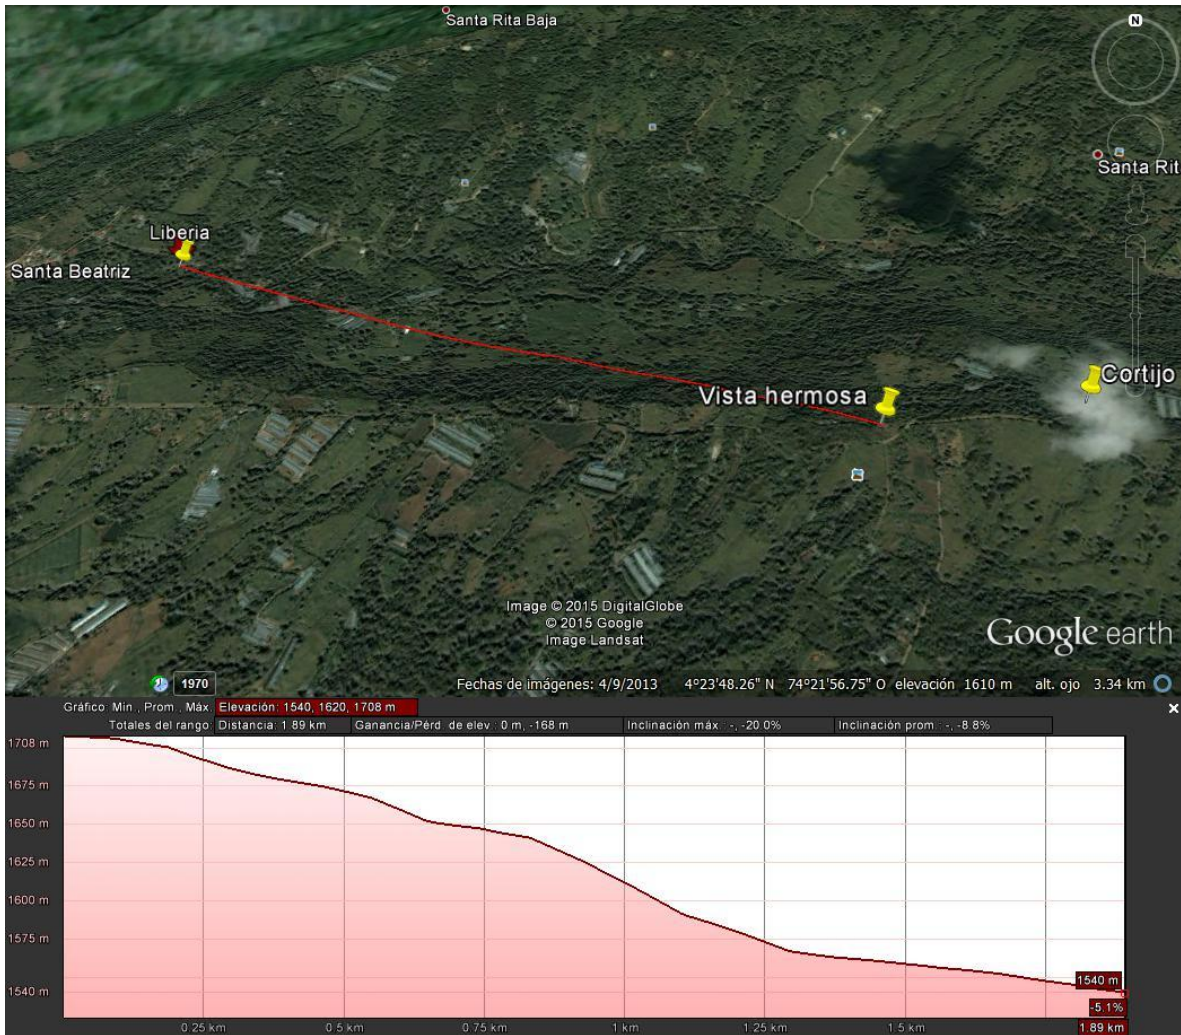 Santa Rita Baja
N
Santa Rit
Liberia
Santa Beatriz
Vista hermosa
Cortijo
Image © 2015 DigitalGlobe
© 2015 Google
Image Landsat
Google earth
1970
Fechas de imágenes: 4/9/2013 4º23'48.26" N 74º21'56.75" O elevación 1610 m alt. ojo 3.34 km
Gráfico: Min., Prom., Máx. Elevación: 1540, 1620, 1708 m
Totales del rango: Distancia: 1.89 km Ganancia/Pérd. de elev.: 0 m, -168 m Inclinación máx.: -, -20.0% Inclinación prom.: -, -8.8%
1708 m
1675 m
1650 m
1625 m
1600 m
1575 m
1540 m
1540 m
-5.1%
0.25 km 0.5 km 0.75 km 1 km 1.25 km 1.5 km 1.89 km